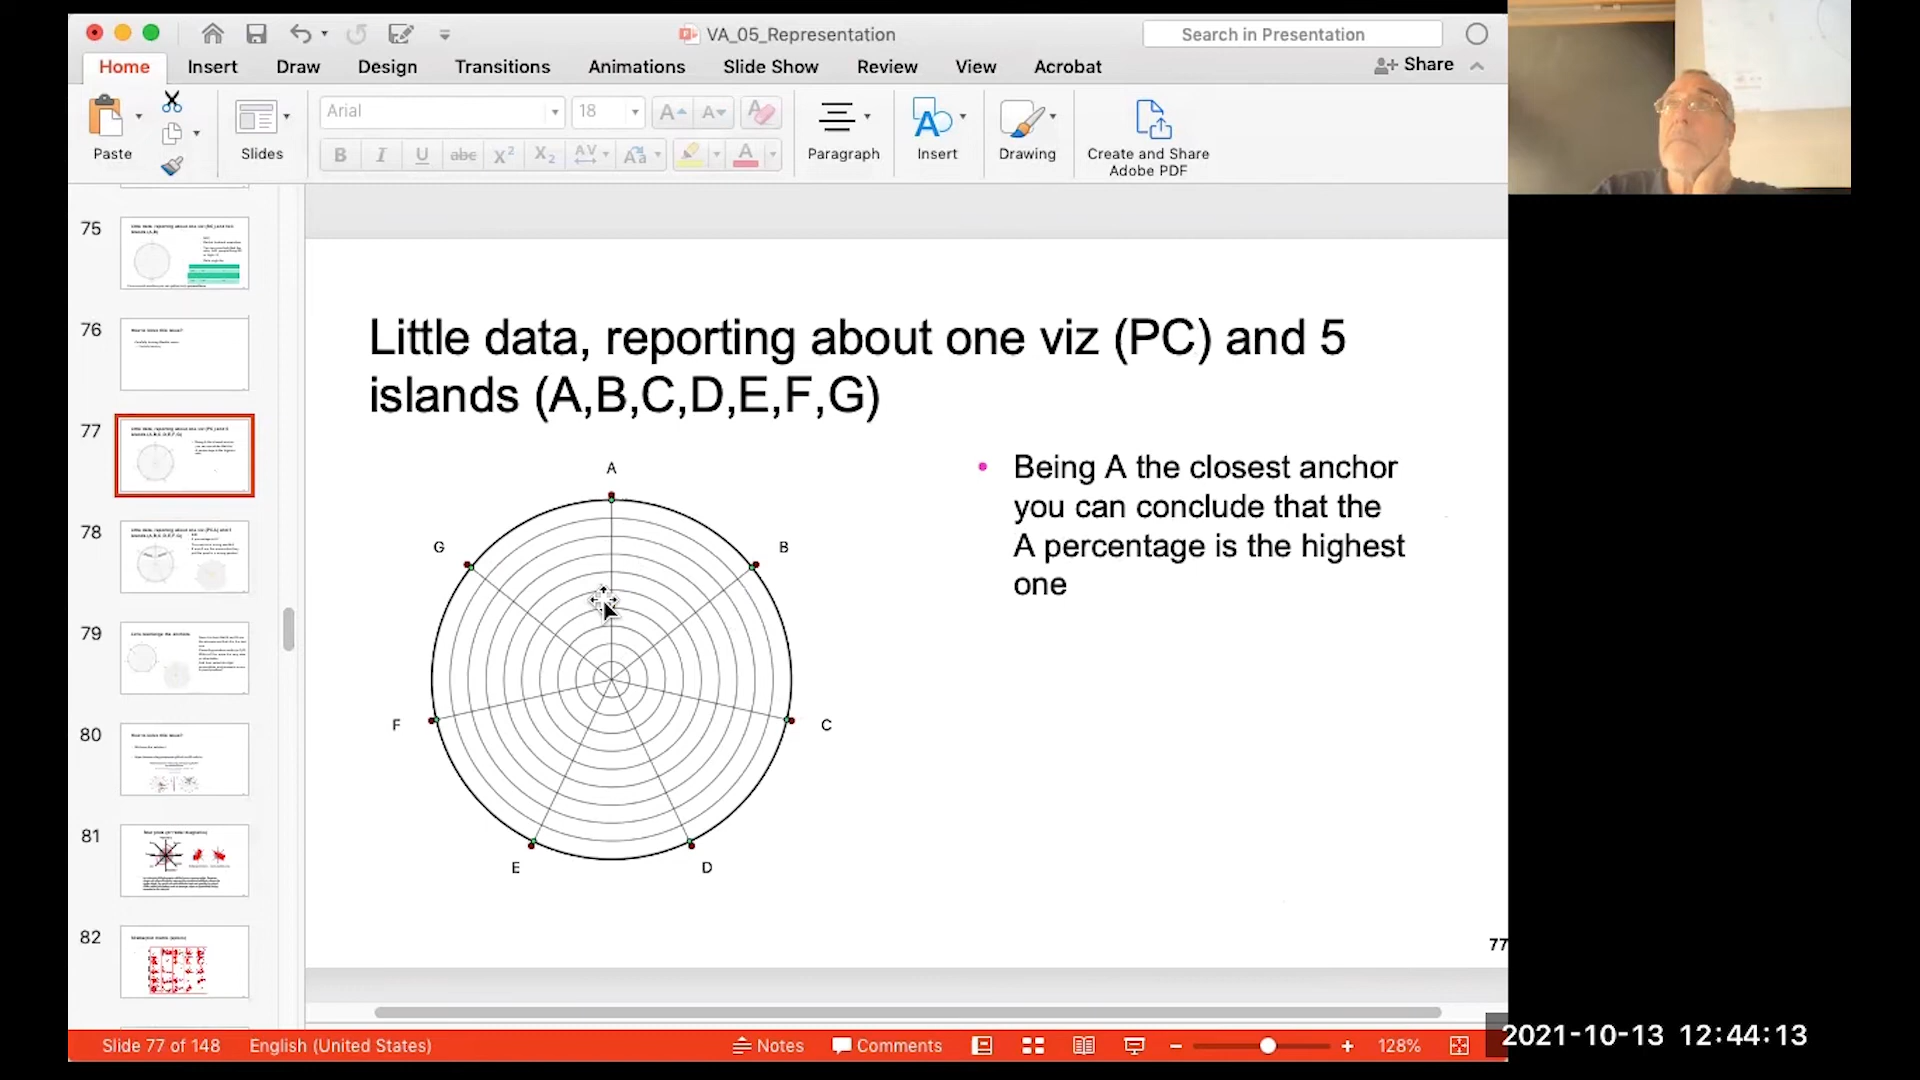 VA_05_Representation
Search in Presentation
Home Insert Draw Design Transitions Animations Slide Show Review View Acrobat Share
Arial 18
Paste Slides Paragraph Insert Drawing Create and Share
Adobe PDF
75
76
77
78
79
80
81
82
Little data, reporting about one viz (PC) and 5
islands (A,B,C,D,E,F,G)
A
G
B
F
C
E
D
• Being A the closest anchor
you can conclude that the
A percentage is the highest
one
77
Slide 77 of 148 English (United States) Notes Comments 128%
2021-10-13 12:44:13